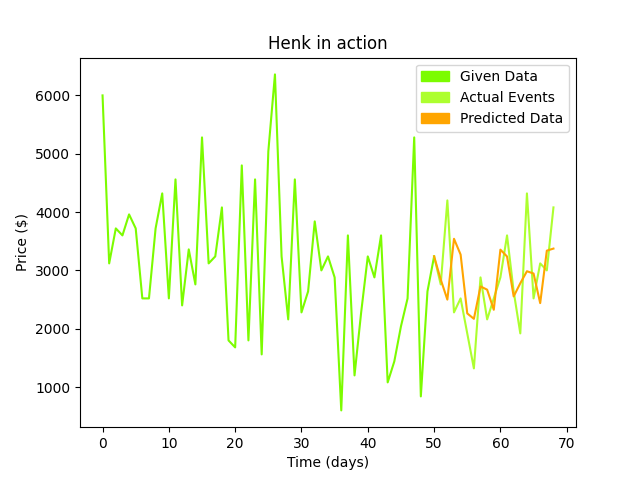 Henk in action
Given Data
Actual Events
Predicted Data
Price ($)
6000
5000
4000
3000
2000
1000
0 10 20 30 40 50 60 70
Time (days)